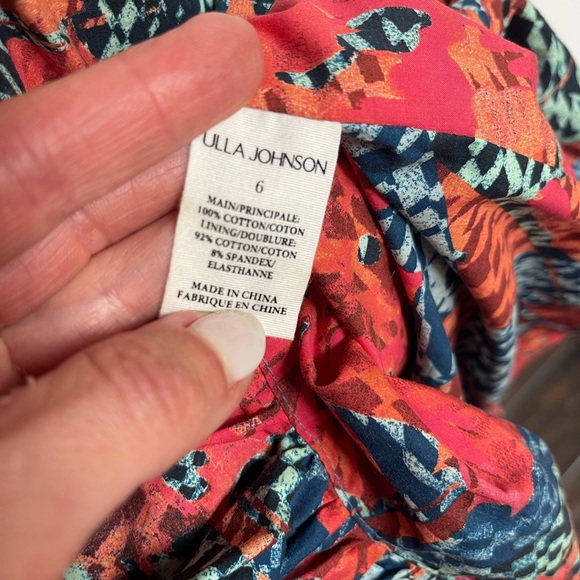 ULLA JOHNSON
6
MAIN/PRINCIPALE:
100% COTTON/COTON
LINING/DOUBLURE:
92% COTTON/COTON
8% SPANDEX/
ELASTHANNE
MADE IN CHINA
FABRIQUE EN CHINE